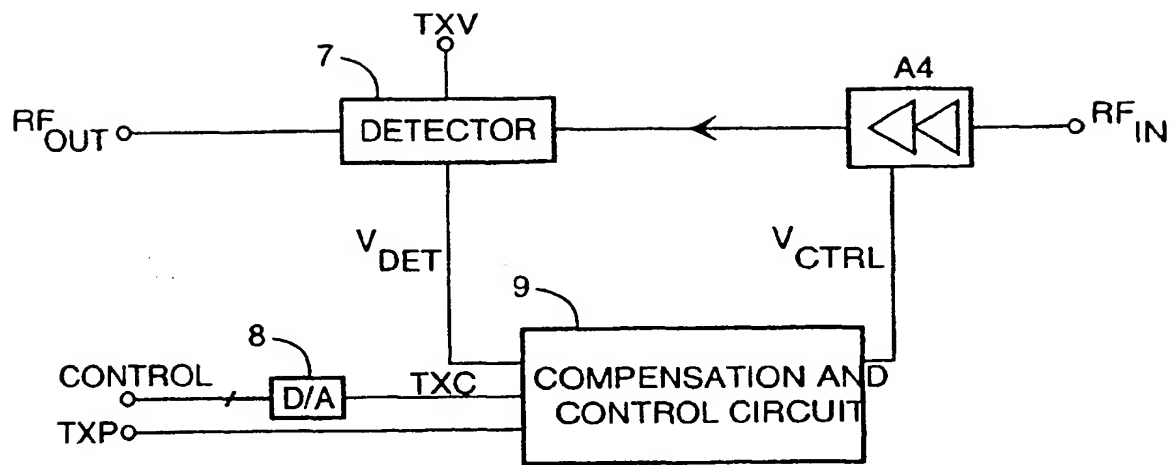 TXV
7
A4
RF OUT
DETECTOR
RF IN
V DET
V CTRL
9
8
CONTROL
D/A
TXC
COMPENSATION AND
CONTROL CIRCUIT
TXP